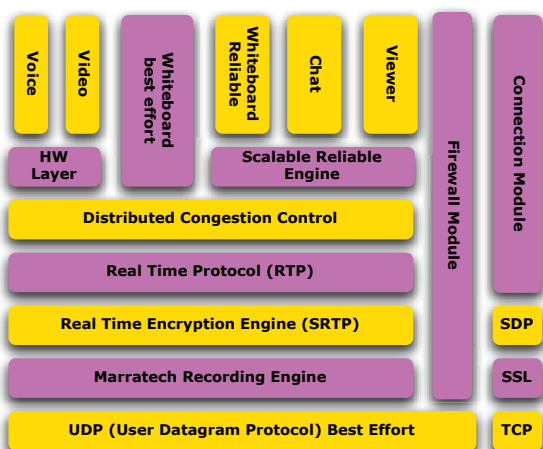 Voice
Video
Whiteboard
best effort
Whiteboard
Reliable
Chat
Viewer
Firewall Module
Connection Module
HW
Layer
Scalable Reliable
Engine
Distributed Congestion Control
Real Time Protocol (RTP)
Real Time Encryption Engine (SRTP)
SDP
Marratech Recording Engine
SSL
UDP (User Datagram Protocol) Best Effort
TCP